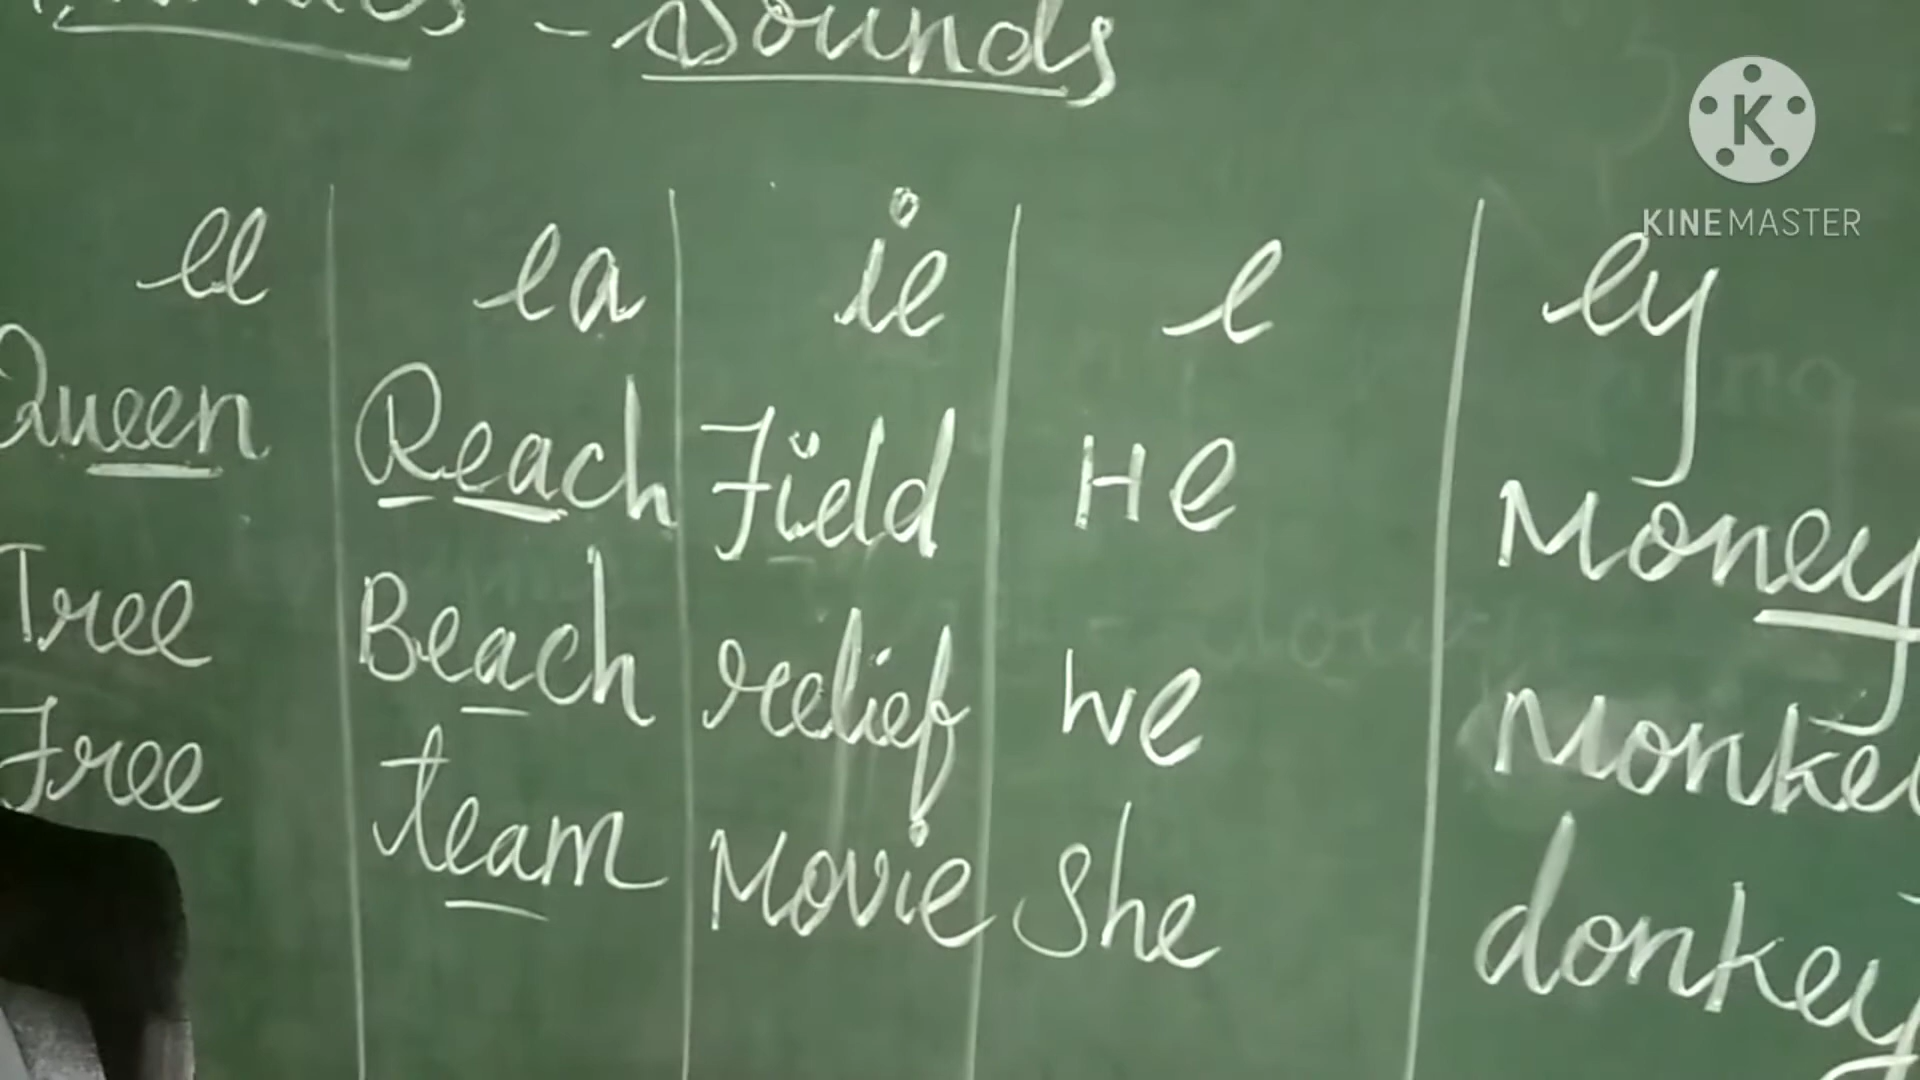 - Sounds
KINEMASTER
ee ea ie e ey
Queen Reach Field He Money
Tree Beach relief we Monke
Free team Movie She donkey